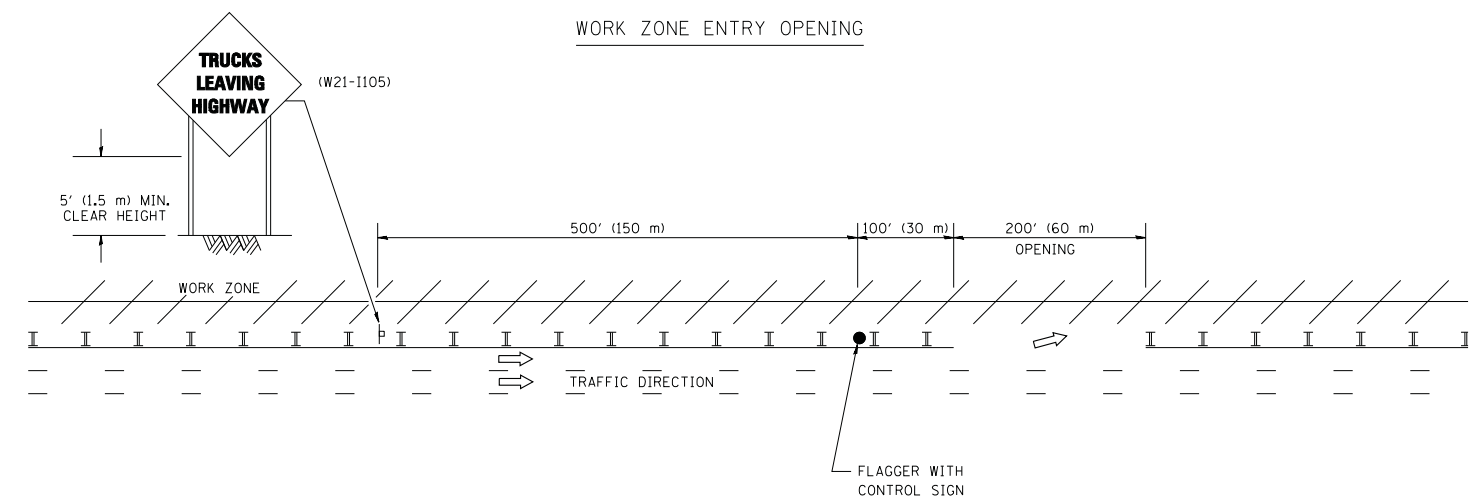 WORK ZONE ENTRY OPENING
TRUCKS
LEAVING
HIGHWAY
(W21-I105)
5' (1.5 m) MIN.
CLEAR HEIGHT
500' (150 m)
100' (30 m)
200' (60 m)
OPENING
WORK ZONE
TRAFFIC DIRECTION
FLAGGER WITH
CONTROL SIGN